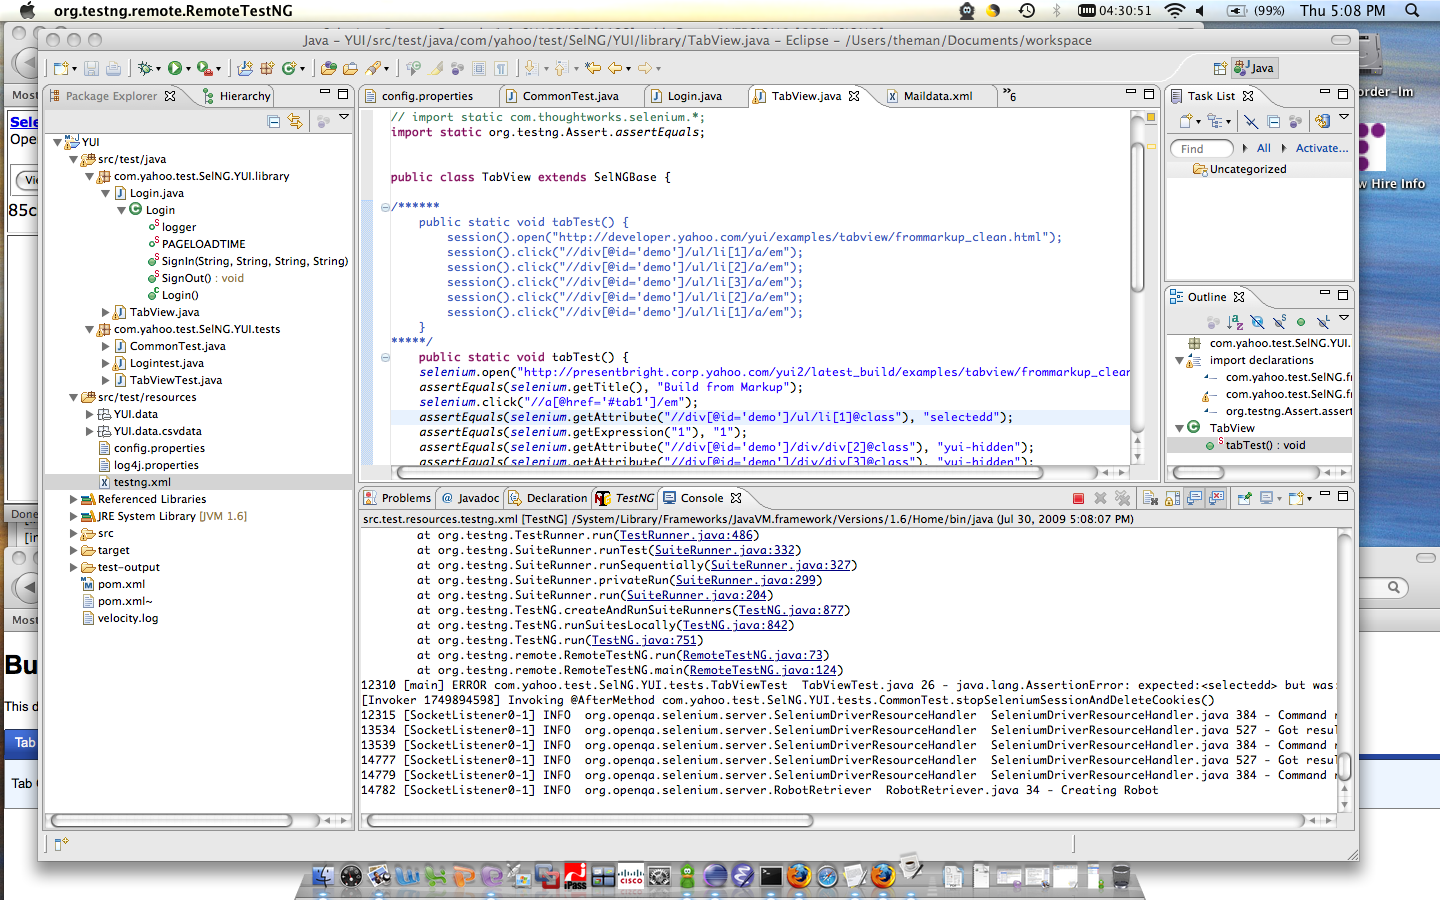 org.testng.remote.RemoteTestNG
04:30:51
(99%)
Thu 5:08 PM
Java – YUI/src/test/java/com/yahoo/test/SelNG/YUI/library/TabView.java – Eclipse – /Users/theman/Documents/workspace
Java
Package Explorer
Hierarchy
YUI
src/test/java
com.yahoo.test.SelNG.YUI.library
Login.java
Login
logger
PAGELOADTIME
SignIn(String, String, String, String)
SignOut() : void
Login()
TabView.java
com.yahoo.test.SelNG.YUI.tests
CommonTest.java
Logintest.java
TabViewTest.java
src/test/resources
YUI.data
YUI.data.csvdata
config.properties
log4j.properties
testng.xml
Referenced Libraries
JRE System Library [JVM 1.6]
src
target
test-output
pom.xml
pom.xml~
velocity.log
config.properties
CommonTest.java
Login.java
TabView.java
Maildata.xml
»6
// import static com.thoughtworks.selenium.*;
import static org.testng.Assert.assertEquals;
public class TabView extends SelNGBase {
/******
public static void tabTest() {
session().open("http://developer.yahoo.com/yui/examples/tabview/frommarkup_clean.html");
session().click("//div[@id='demo']/ul/li[1]/a/em");
session().click("//div[@id='demo']/ul/li[2]/a/em");
session().click("//div[@id='demo']/ul/li[3]/a/em");
session().click("//div[@id='demo']/ul/li[2]/a/em");
session().click("//div[@id='demo']/ul/li[1]/a/em");
}
*****/
public static void tabTest() {
selenium.open("http://presentbright.corp.yahoo.com/yui2/latest_build/examples/tabview/frommarkup_clean
assertEquals(selenium.getTitle(), "Build from Markup");
selenium.click("//a[@href='#tab1']/em");
assertEquals(selenium.getAttribute("//div[@id='demo']/ul/li[1]@class"), "selectedd");
assertEquals(selenium.getExpression("1"), "1");
assertEquals(selenium.getAttribute("//div[@id='demo']/div/div[2]@class"), "yui-hidden");
assertEquals(selenium.getAttribute("//div[@id='demo']/div/div[3]@class"), "yui-hidden");
Task List
Find
All
Activate...
Uncategorized
Outline
com.yahoo.test.SelNG.YUI.
import declarations
com.yahoo.test.SelNG.f
com.yahoo.test.SelNG.f
org.testng.Assert.assert
TabView
tabTest() : void
Problems
Javadoc
Declaration
TestNG
Console
src.test.resources.testng.xml [TestNG] /System/Library/Frameworks/JavaVM.framework/Versions/1.6/Home/bin/java (Jul 30, 2009 5:08:07 PM)
at org.testng.TestRunner.run(TestRunner.java:486)
at org.testng.SuiteRunner.runTest(SuiteRunner.java:332)
at org.testng.SuiteRunner.runSequentially(SuiteRunner.java:327)
at org.testng.SuiteRunner.privateRun(SuiteRunner.java:299)
at org.testng.SuiteRunner.run(SuiteRunner.java:204)
at org.testng.TestNG.createAndRunSuiteRunners(TestNG.java:877)
at org.testng.TestNG.runSuitesLocally(TestNG.java:842)
at org.testng.TestNG.run(TestNG.java:751)
at org.testng.remote.RemoteTestNG.run(RemoteTestNG.java:73)
at org.testng.remote.RemoteTestNG.main(RemoteTestNG.java:124)
12310 [main] ERROR com.yahoo.test.SelNG.YUI.tests.TabViewTest  TabViewTest.java 26 - java.lang.AssertionError: expected:<selectedd> but was:
[Invoker 1749894598] Invoking @AfterMethod com.yahoo.test.SelNG.YUI.tests.CommonTest.stopSeleniumSessionAndDeleteCookies()
12315 [SocketListener0-1] INFO  org.openqa.selenium.server.SeleniumDriverResourceHandler  SeleniumDriverResourceHandler.java 384 - Command r
13534 [SocketListener0-1] INFO  org.openqa.selenium.server.SeleniumDriverResourceHandler  SeleniumDriverResourceHandler.java 527 - Got resul
13539 [SocketListener0-1] INFO  org.openqa.selenium.server.SeleniumDriverResourceHandler  SeleniumDriverResourceHandler.java 384 - Command r
14777 [SocketListener0-1] INFO  org.openqa.selenium.server.SeleniumDriverResourceHandler  SeleniumDriverResourceHandler.java 527 - Got resul
14779 [SocketListener0-1] INFO  org.openqa.selenium.server.SeleniumDriverResourceHandler  SeleniumDriverResourceHandler.java 384 - Command r
14782 [SocketListener0-1] INFO  org.openqa.selenium.server.RobotRetriever  RobotRetriever.java 34 - Creating Robot
Most
Sele
Ope
Vi
85c
Done
[in
Most
Bu
This d
Tab
Tab
order-lm
w Hire Info
iPass
CISCO